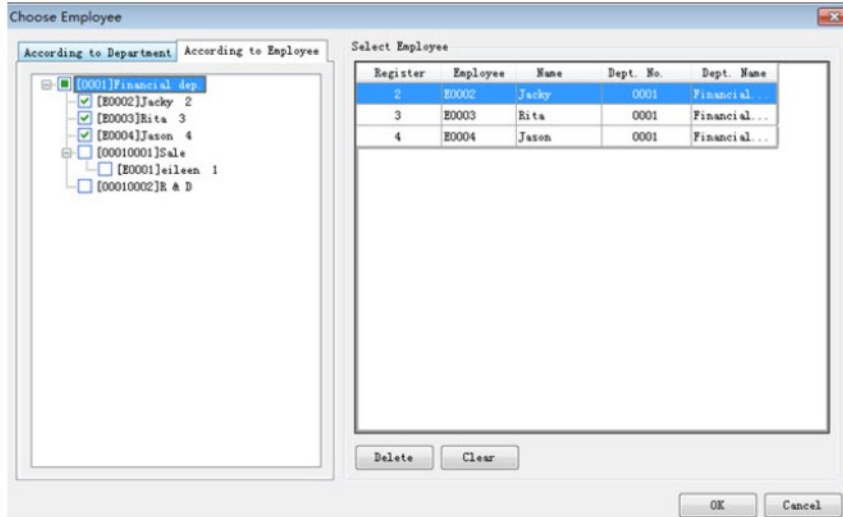 Choose Employee
According to Department According to Employee
[0001]Financial dep.
[E0002]Jacky 2
[E0003]Rita 3
[E0004]Jason 4
[00010001]Sale
[E0001]eileen 1
[00010002]R & D
Select Employee
Register Employee Name Dept. No. Dept. Name
2 E0002 Jacky 0001 Financial...
3 E0003 Rita 0001 Financial...
4 E0004 Jason 0001 Financial...
Delete Clear
OK Cancel